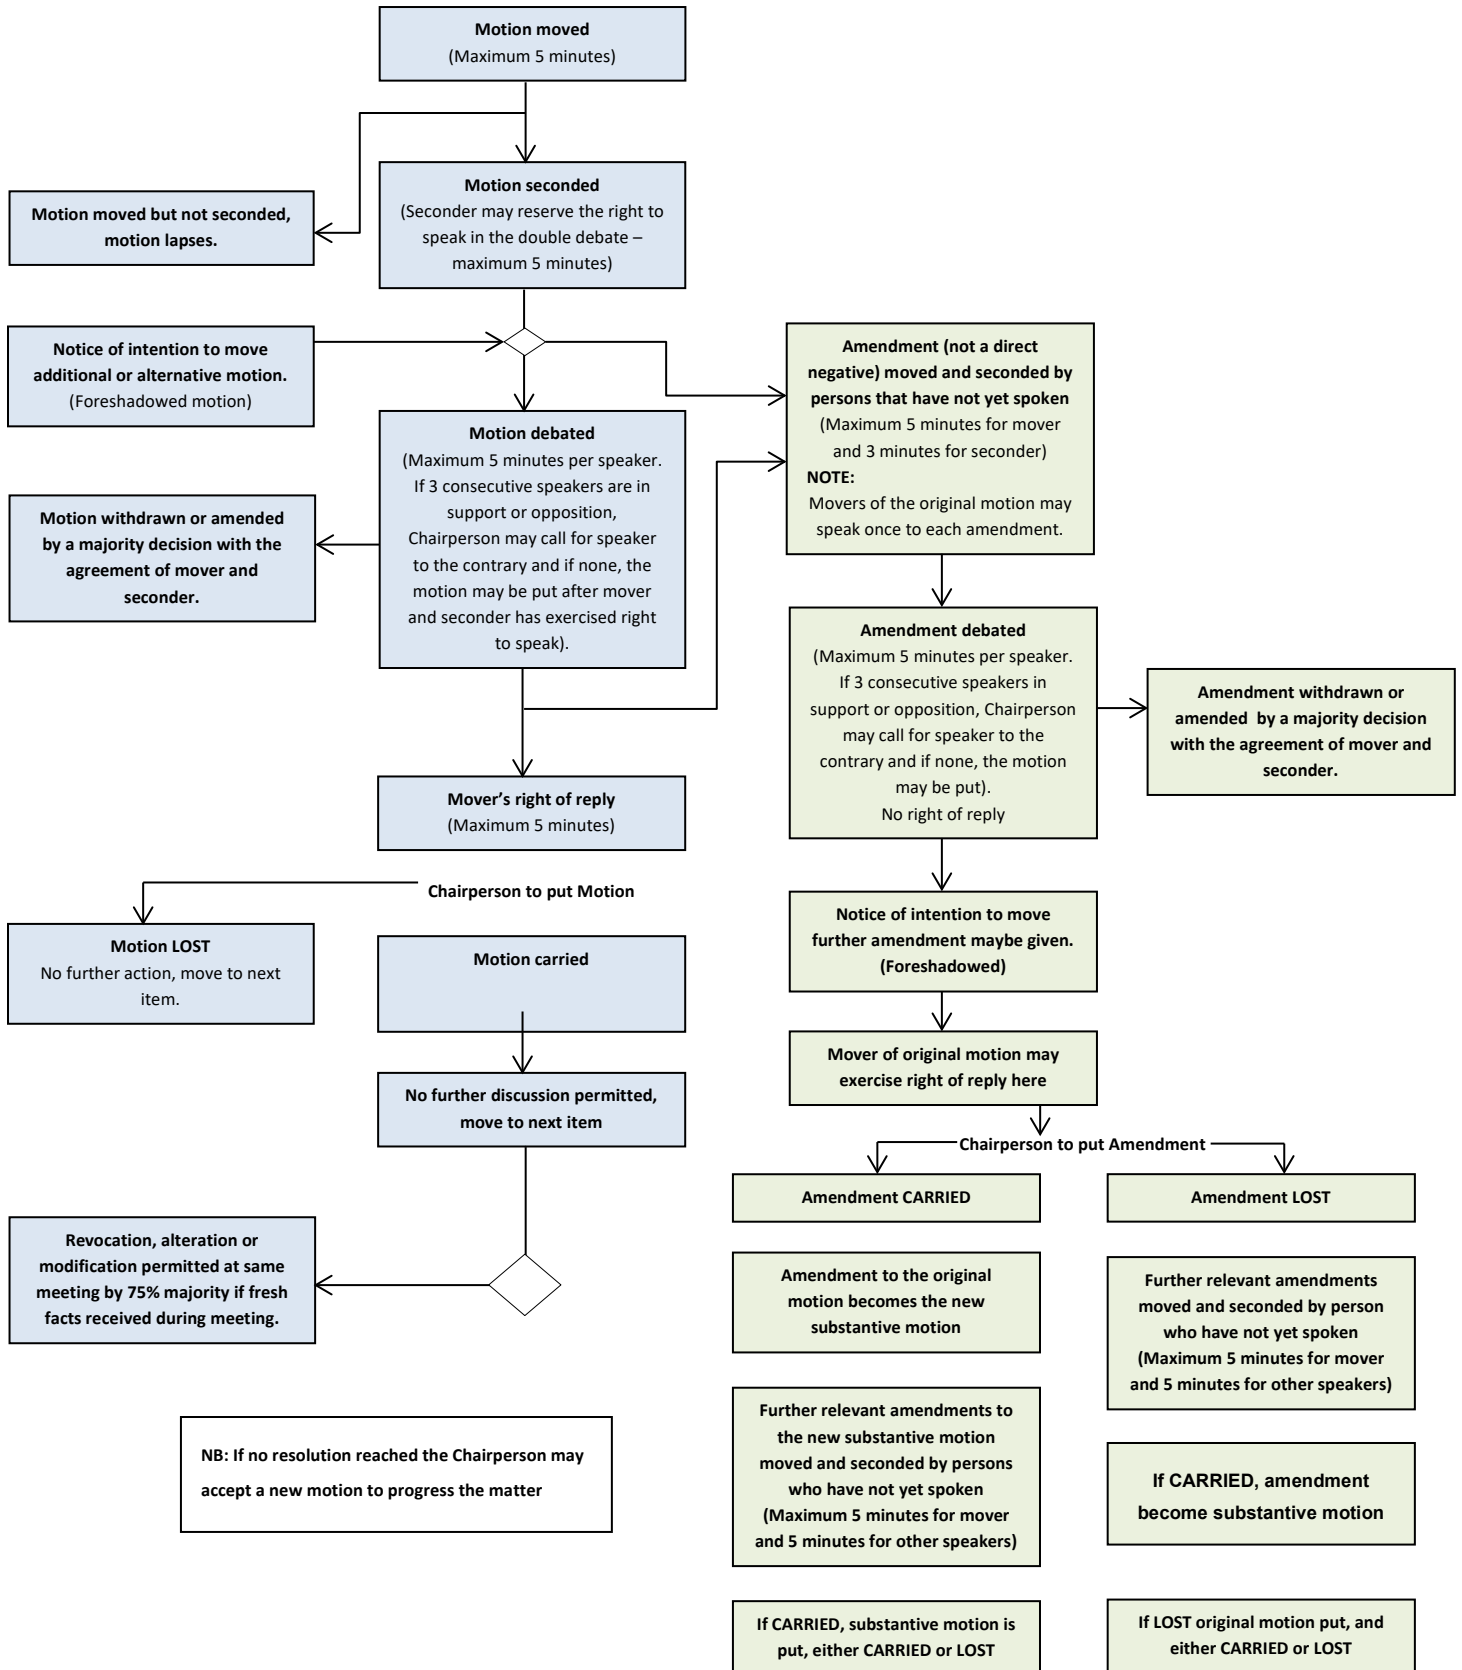 Motion moved
(Maximum 5 minutes)
Motion seconded
(Seconder may reserve the right to
speak in the double debate –
maximum 5 minutes)
Motion moved but not seconded,
motion lapses.
Notice of intention to move
additional or alternative motion.
(Foreshadowed motion)
Motion debated
(Maximum 5 minutes per speaker.
If 3 consecutive speakers are in
support or opposition,
Chairperson may call for speaker
to the contrary and if none, the
motion may be put after mover
and seconder has exercised right
to speak).
Motion withdrawn or amended
by a majority decision with the
agreement of mover and
seconder.
Mover’s right of reply
(Maximum 5 minutes)
Chairperson to put Motion
Motion LOST
No further action, move to next
item.
Motion carried
No further discussion permitted,
move to next item
Revocation, alteration or
modification permitted at same
meeting by 75% majority if fresh
facts received during meeting.
NB: If no resolution reached the Chairperson may
accept a new motion to progress the matter
Amendment (not a direct
negative) moved and seconded by
persons that have not yet spoken
(Maximum 5 minutes for mover
and 3 minutes for seconder)
NOTE:
Movers of the original motion may
speak once to each amendment.
Amendment debated
(Maximum 5 minutes per speaker.
If 3 consecutive speakers in
support or opposition, Chairperson
may call for speaker to the
contrary and if none, the motion
may be put).
No right of reply
Amendment withdrawn or
amended by a majority decision
with the agreement of mover and
seconder.
Notice of intention to move
further amendment maybe given.
(Foreshadowed)
Mover of original motion may
exercise right of reply here
Chairperson to put Amendment
Amendment CARRIED
Amendment to the original
motion becomes the new
substantive motion
Further relevant amendments to
the new substantive motion
moved and seconded by persons
who have not yet spoken
(Maximum 5 minutes for mover
and 5 minutes for other speakers)
If CARRIED, substantive motion is
put, either CARRIED or LOST
Amendment LOST
Further relevant amendments
moved and seconded by person
who have not yet spoken
(Maximum 5 minutes for mover
and 5 minutes for other speakers)
If CARRIED, amendment
become substantive motion
If LOST original motion put, and
either CARRIED or LOST